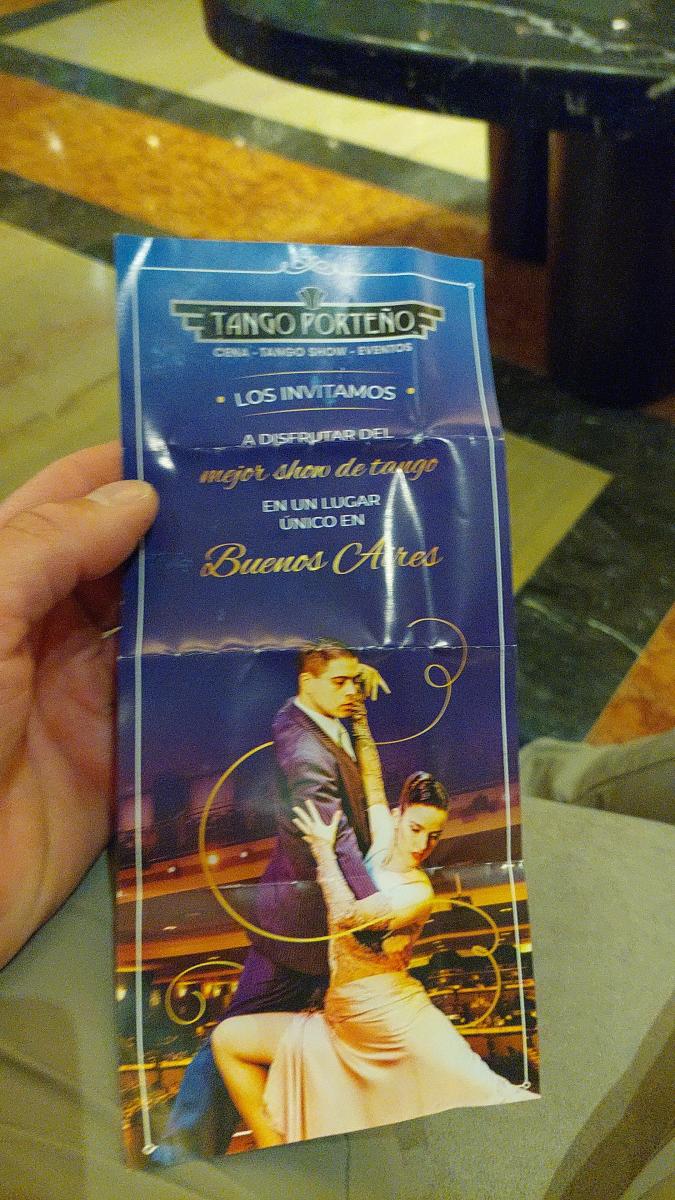 TANGO PORTEÑO
CENA - TANGO SHOW - EVENTOS
• LOS INVITAMOS •
A DISFRUTAR DEL
mejor show de tango
EN UN LUGAR
ÚNICO EN
Buenos Aires